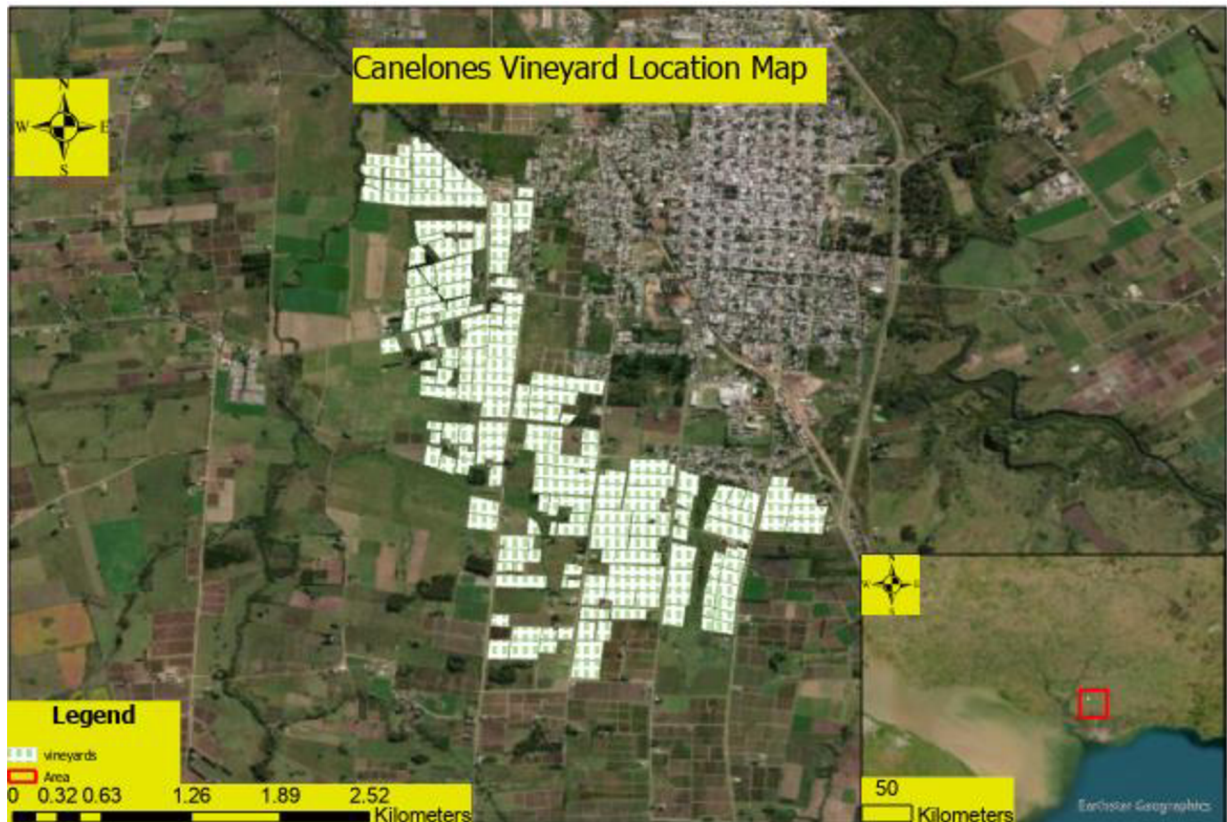 Canelones Vineyard Location Map
N
W E
S
Legend
vineyards
Area
0 0.32 0.63 1.26 1.89 2.52
Kilometers
N
W E
S
50
Kilometers
Earthstar Geographics